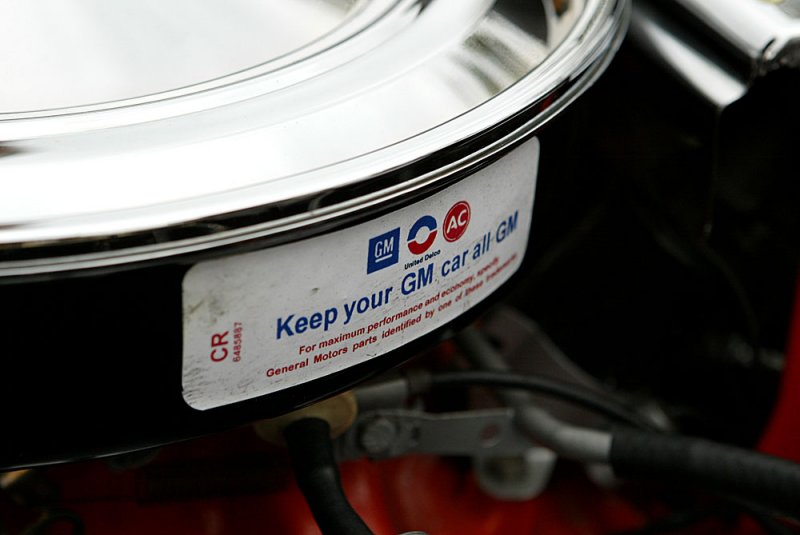 GM
United Delco
AC
Keep your GM car all GM
For maximum performance and economy, specify
General Motors parts identified by one of these trademarks.
CR
6485887